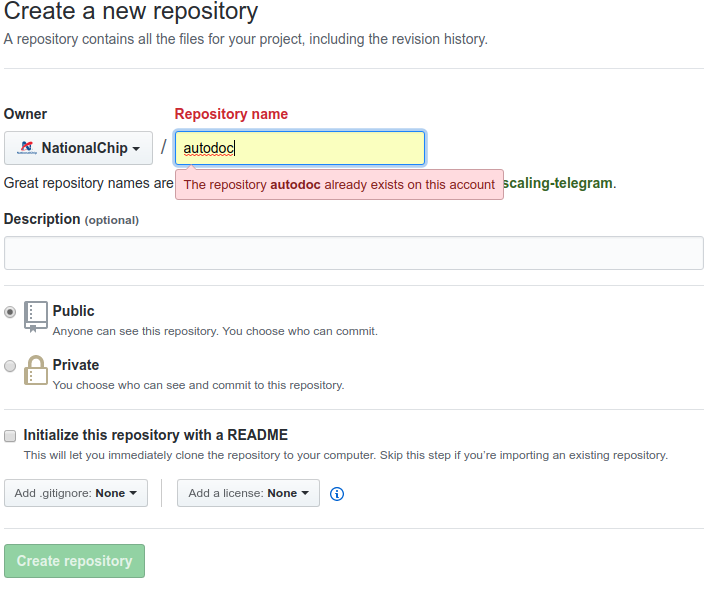 Create a new repository
A repository contains all the files for your project, including the revision history.
Owner
Repository name
NationalChip / autodoc
Great repository names are
The repository autodoc already exists on this account
scaling-telegram.
Description (optional)
Public
Anyone can see this repository. You choose who can commit.
Private
You choose who can see and commit to this repository.
Initialize this repository with a README
This will let you immediately clone the repository to your computer. Skip this step if you’re importing an existing repository.
Add .gitignore: None
Add a license: None
Create repository